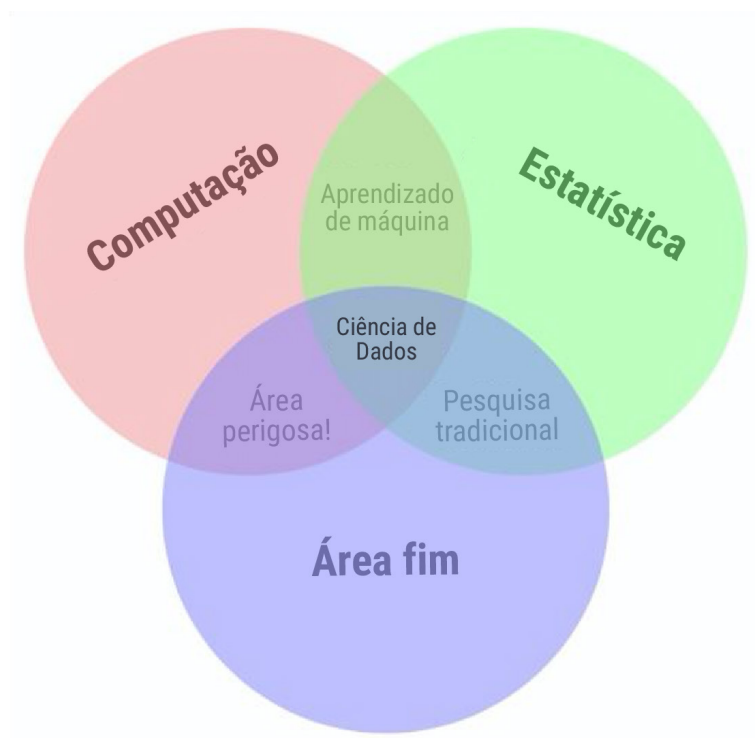 Computação
Estatística
Aprendizado
de máquina
Ciência de
Dados
Área
perigosa!
Pesquisa
tradicional
Área fim